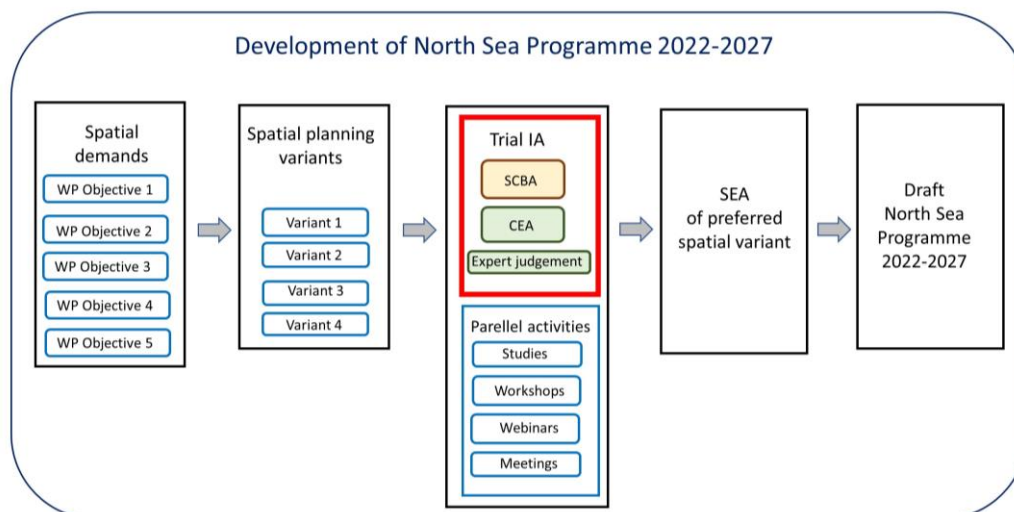 Development of North Sea Programme 2022-2027
Spatial
demands
WP Objective 1
WP Objective 2
WP Objective 3
WP Objective 4
WP Objective 5
Spatial planning
variants
Variant 1
Variant 2
Variant 3
Variant 4
Trial IA
SCBA
CEA
Expert judgement
Parellel activities
Studies
Workshops
Webinars
Meetings
SEA
of preferred
spatial variant
Draft
North Sea
Programme
2022-2027